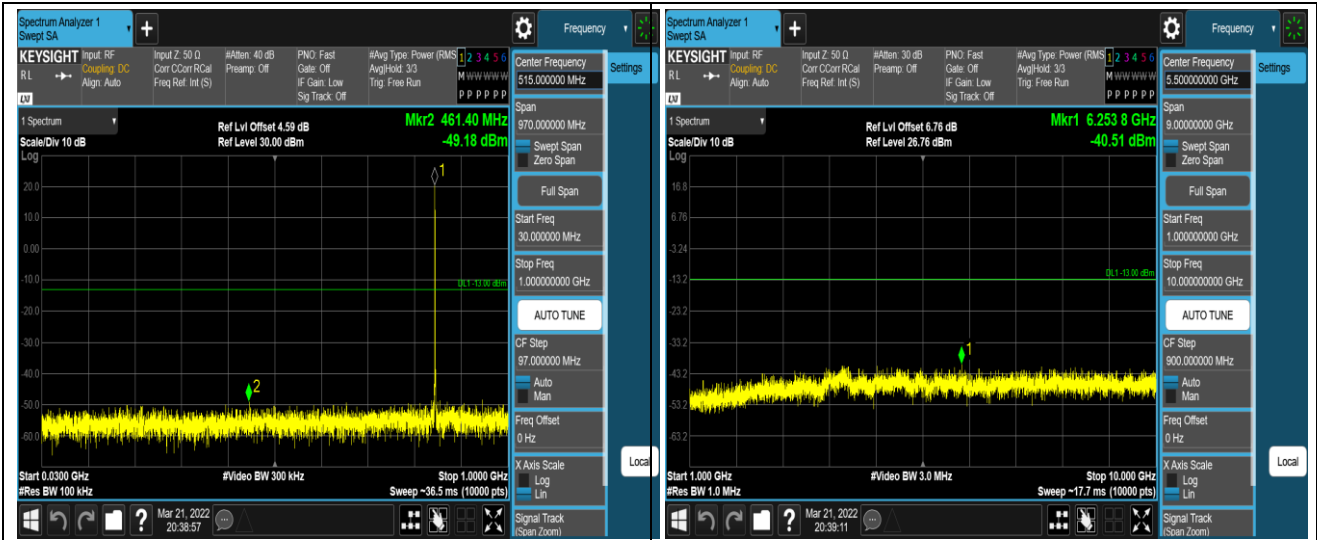 Spectrum Analyzer 1
Swept SA
+
Frequency
KEYSIGHT
RL
LXI
Input: RF
Coupling: DC
Align: Auto
Input Z: 50 Ω
Corr CCorr RCal
Freq Ref: Int (S)
#Atten: 40 dB
Preamp: Off
PNO: Fast
Gate: Off
IF Gain: Low
Sig Track: Off
#Avg Type: Power (RMS
Avg|Hold: 3/3
Trig: Free Run
1 2 3 4 5 6
M W W W W W
P P P P P P
1 Spectrum
Scale/Div 10 dB
Log
Ref Lvl Offset 4.59 dB
Ref Level 30.00 dBm
Mkr2 461.40 MHz
-49.18 dBm
20.0
10.0
0.00
-10.0
-20.0
-30.0
-40.0
-50.0
-60.0
1
2
DL1 -13.00 dBm
Start 0.0300 GHz
#Res BW 100 kHz
#Video BW 300 kHz
Stop 1.0000 GHz
Sweep ~36.5 ms (10000 pts)
Center Frequency
515.000000 MHz
Settings
Span
970.000000 MHz
Swept Span
Zero Span
Full Span
Start Freq
30.000000 MHz
Stop Freq
1.000000000 GHz
AUTO TUNE
CF Step
97.000000 MHz
Auto
Man
Freq Offset
0 Hz
X Axis Scale
Log
Lin
Local
Signal Track
(Span Zoom)
?
Mar 21, 2022
20:38:57
Spectrum Analyzer 1
Swept SA
+
Frequency
KEYSIGHT
RL
LXI
Input: RF
Coupling: DC
Align: Auto
Input Z: 50 Ω
Corr CCorr RCal
Freq Ref: Int (S)
#Atten: 30 dB
Preamp: Off
PNO: Fast
Gate: Off
IF Gain: Low
Sig Track: Off
#Avg Type: Power (RMS
Avg|Hold: 3/3
Trig: Free Run
1 2 3 4 5 6
M W W W W W
P P P P P P
1 Spectrum
Scale/Div 10 dB
Log
Ref Lvl Offset 6.76 dB
Ref Level 26.76 dBm
Mkr1 6.253 8 GHz
-40.51 dBm
16.8
6.76
-3.24
-13.2
-23.2
-33.2
-43.2
-53.2
-63.2
1
DL1 -13.00 dBm
Start 1.000 GHz
#Res BW 1.0 MHz
#Video BW 3.0 MHz
Stop 10.000 GHz
Sweep ~17.7 ms (10000 pts)
Center Frequency
5.500000000 GHz
Settings
Span
9.00000000 GHz
Swept Span
Zero Span
Full Span
Start Freq
1.000000000 GHz
Stop Freq
10.000000000 GHz
AUTO TUNE
CF Step
900.000000 MHz
Auto
Man
Freq Offset
0 Hz
X Axis Scale
Log
Lin
Local
Signal Track
(Span Zoom)
?
Mar 21, 2022
20:39:11